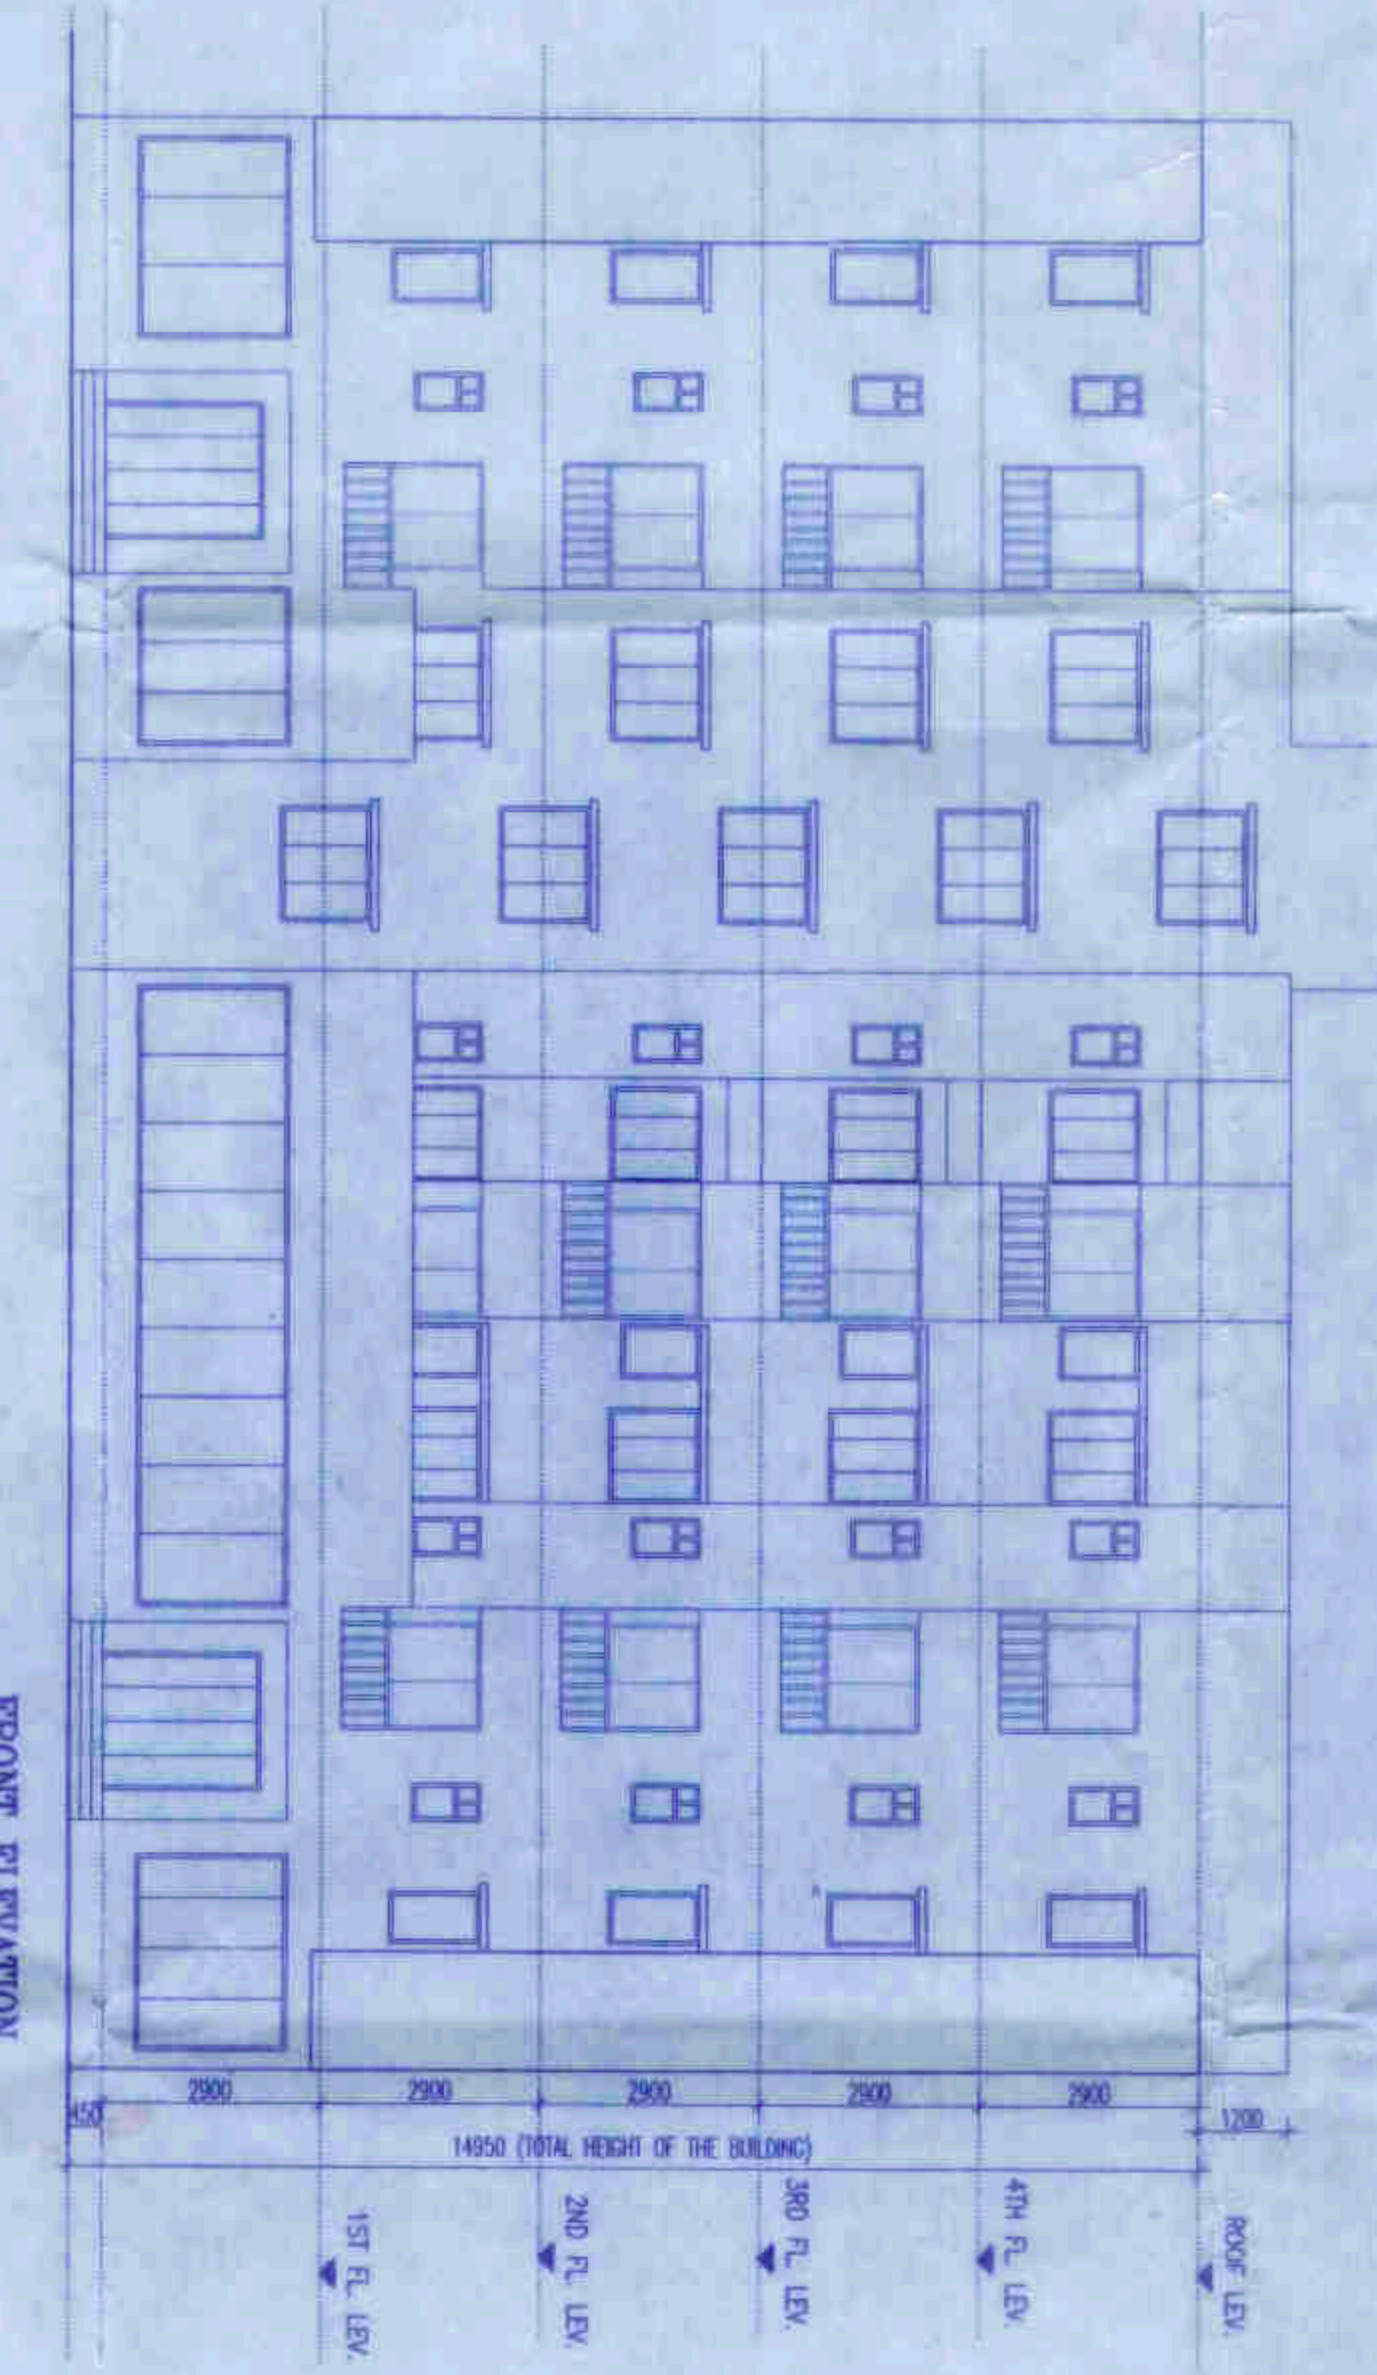 2900
2900
2900
2900
2900
450
1200
14950 (TOTAL HEIGHT OF THE BUILDING)
1ST FL. LEV.
2ND FL. LEV.
3RD FL. LEV.
4TH FL. LEV.
ROOF LEV.
FRONT ELEVATION